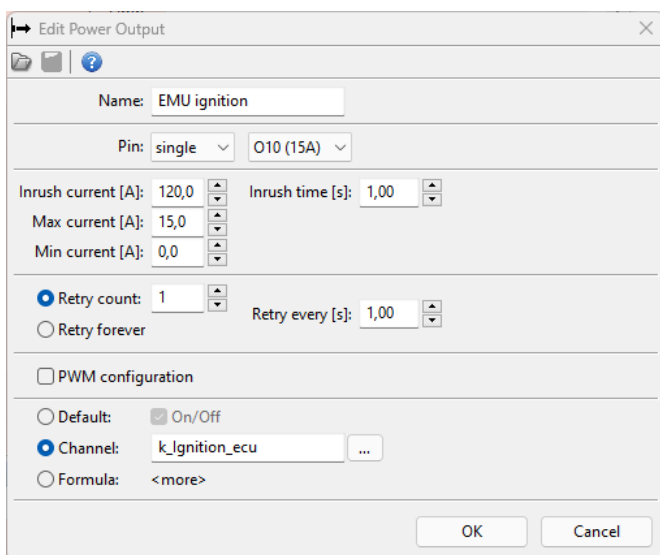 Edit Power Output
Name: EMU ignition
Pin: single O10 (15A)
Inrush current [A]: 120,0 Inrush time [s]: 1,00
Max current [A]: 15,0
Min current [A]: 0,0
Retry count: 1
Retry every [s]: 1,00
Retry forever
PWM configuration
Default: On/Off
Channel: k_Ignition_ecu ...
Formula: <more>
OK Cancel